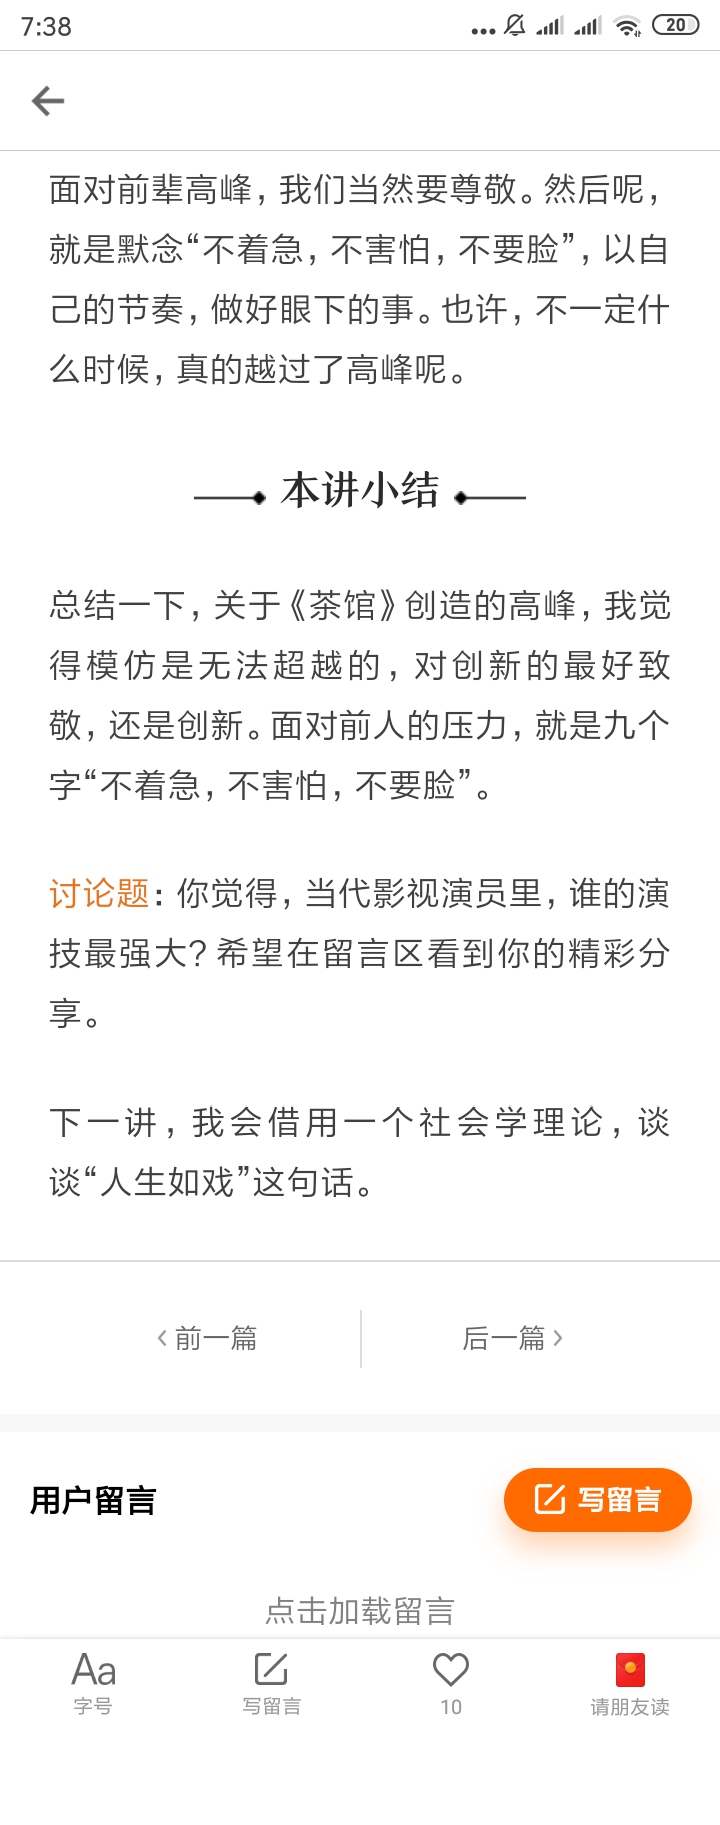 7:38
20
面对前辈高峰，我们当然要尊敬。然后呢，
就是默念“不着急，不害怕，不要脸”，以自
己的节奏，做好眼下的事。也许，不一定什
么时候，真的越过了高峰呢。
本讲小结
总结一下，关于《茶馆》创造的高峰，我觉
得模仿是无法超越的，对创新的最好致
敬，还是创新。面对前人的压力，就是九个
字“不着急，不害怕，不要脸”。
讨论题：你觉得，当代影视演员里，谁的演
技最强大？希望在留言区看到你的精彩分
享。
下一讲，我会借用一个社会学理论，谈
谈“人生如戏”这句话。
前一篇 后一篇
用户留言 写留言
点击加载留言
Aa
字号 写留言 10 请朋友读